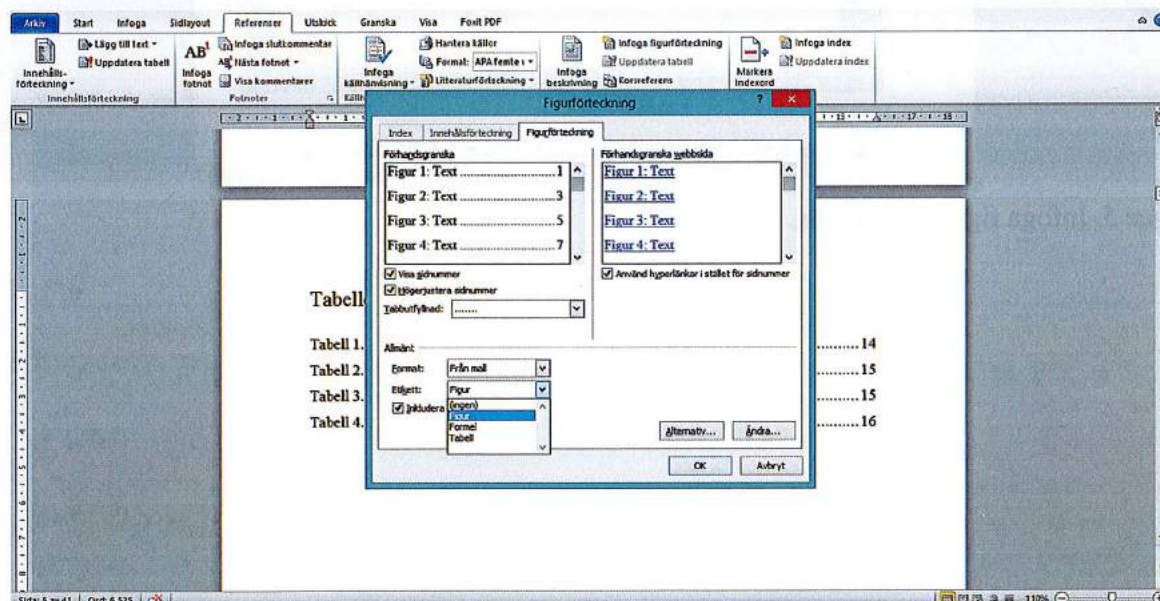 Arkiv Start Infoga Sidlayout Referenser Utskick Granska Visa Foxit PDF
Innehålls-
förteckning
Lägg till text
Uppdatera tabell
Innehållsförteckning
AB1
Infoga
fotnot
Infoga slutkommentar
Nästa fotnot
Visa kommentarer
Fotnoter
Infoga
källhänvisning
Hantera källor
Format: APA femte
Litteraturförteckning
Infoga
beskrivning
Infoga figurförteckning
Uppdatera tabell
Korsreferens
Markera
indexord
Infoga index
Uppdatera index
Figurförteckning
Index Innehållsförteckning Figurförteckning
Förhandsgranska
Figur 1: Text ........................ 1
Figur 2: Text ........................ 3
Figur 3: Text ........................ 5
Figur 4: Text ........................ 7
Visa sidnummer
Högerjustera sidnummer
Tabbutfyllnad: .......
Förhandsgranska webbsida
Figur 1: Text
Figur 2: Text
Figur 3: Text
Figur 4: Text
Använd hyperlänkar i stället för sidnummer
Allmänt
Format: Från mall
Etikett: Figur
Inkludera
(ingen)
Figur
Formel
Tabell
Alternativ... Ändra...
OK Avbryt
Tabell 1. ........ 14
Tabell 2. ........ 15
Tabell 3. ........ 15
Tabell 4. ........ 16
110%